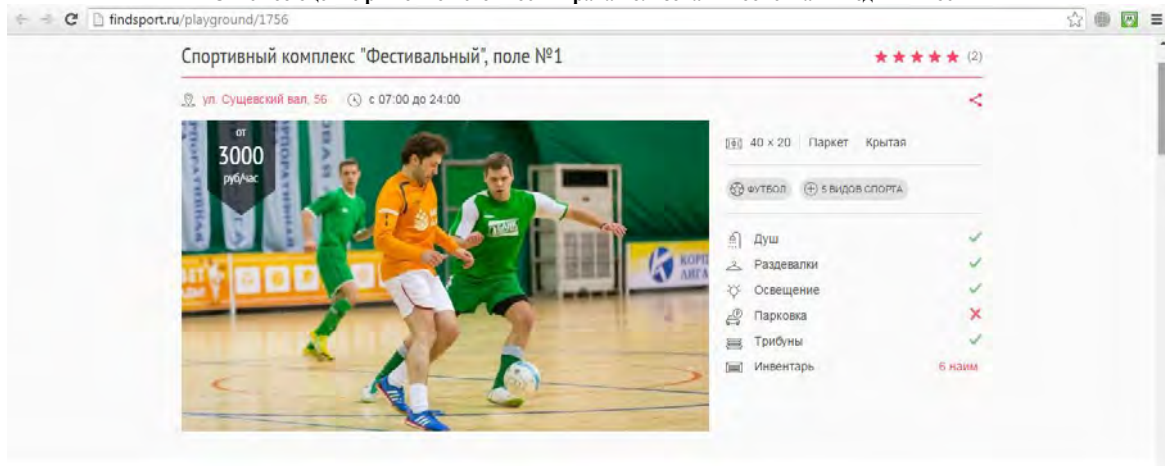 findsport.ru/playground/1756
Спортивный комплекс "Фестивальный", поле №1
(2)
ул. Сущевский вал, 56 с 07:00 до 24:00
от
3000
руб/час
40 × 20 Паркет Крытая
ФУТБОЛ 5 ВИДОВ СПОРТА
Душ
Раздевалки
Освещение
Парковка
Трибуны
Инвентарь 6 наим
КОРП
ЛИГА